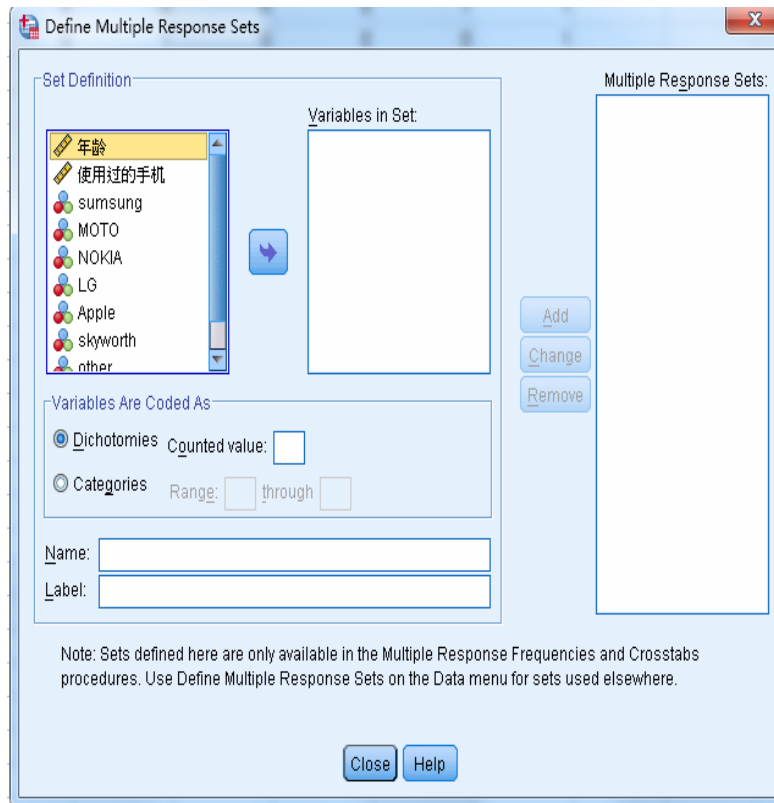 Define Multiple Response Sets
Set Definition
年龄
使用过的手机
sumsung
MOTO
NOKIA
LG
Apple
skyworth
other
Variables in Set:
Multiple Response Sets:
Add
Change
Remove
Variables Are Coded As
Dichotomies Counted value:
Categories Range: through
Name:
Label:
Note: Sets defined here are only available in the Multiple Response Frequencies and Crosstabs
procedures. Use Define Multiple Response Sets on the Data menu for sets used elsewhere.
Close Help